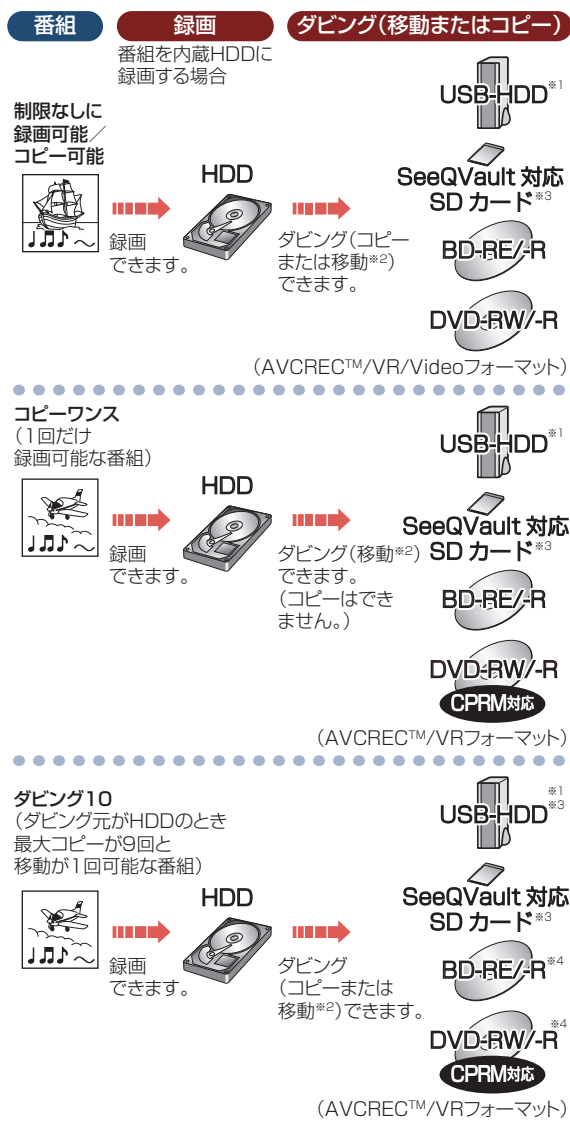 番組
録画
ダビング(移動またはコピー)
番組を内蔵HDDに
録画する場合
制限なしに
録画可能／
コピー可能
録画
できます。
HDD
ダビング(コピー
または移動※2)
できます。
USB-HDD※1
SeeQVault 対応
SD カード※3
BD-RE/-R
DVD-RW/-R
(AVCREC™/VR/Videoフォーマット)
コピーワンス
(1回だけ
録画可能な番組)
録画
できます。
HDD
ダビング(移動※2)
できます。
(コピーはでき
ません。)
USB-HDD※1
SeeQVault 対応
SD カード※3
BD-RE/-R
DVD-RW/-R
CPRM対応
(AVCREC™/VRフォーマット)
ダビング10
(ダビング元がHDDのとき
最大コピーが9回と
移動が1回可能な番組)
録画
できます。
HDD
ダビング
(コピーまたは
移動※2)できます。
USB-HDD※1※3
SeeQVault 対応
SD カード※3
BD-RE/-R※4
DVD-RW/-R※4
CPRM対応
(AVCREC™/VRフォーマット)